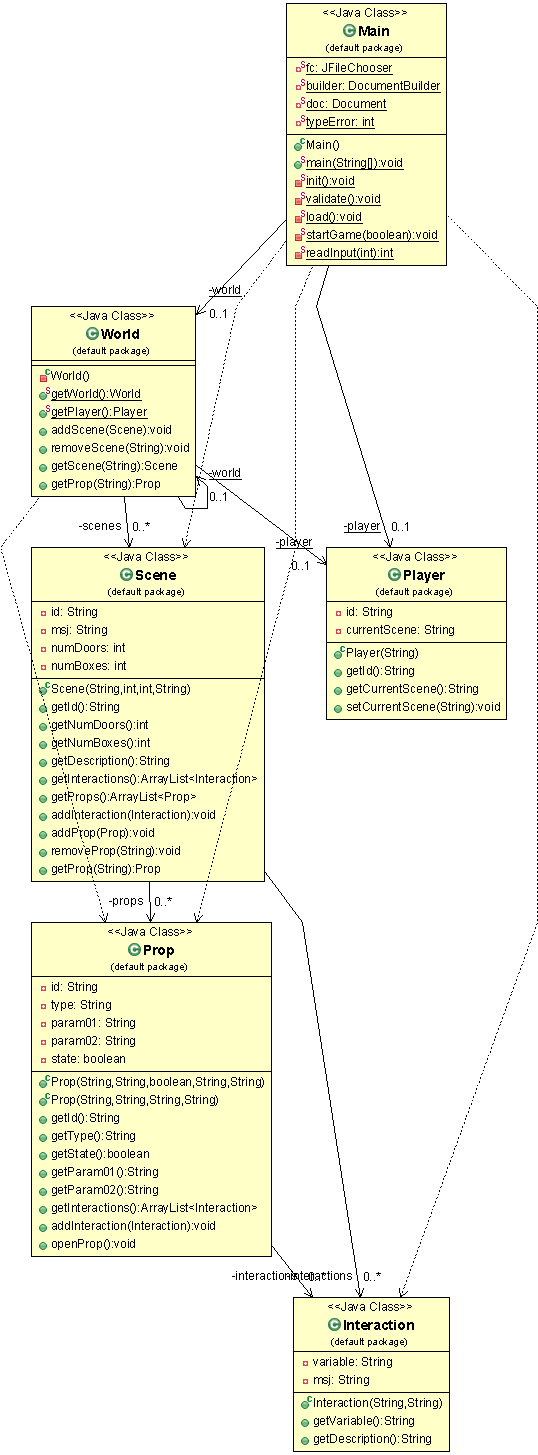 <<Java Class>>
Main
(default package)
fc: JFileChooser
builder: DocumentBuilder
doc: Document
typeError: int
Main()
main(String[]):void
init():void
validate():void
load():void
startGame(boolean):void
readInput(int):int
-world
0..1
<<Java Class>>
World
(default package)
World()
getWorld():World
getPlayer():Player
addScene(Scene):void
removeScene(String):void
getScene(String):Scene
getProp(String):Prop
-world
0..1
-scenes
0..*
-player
0..1
-player
0..1
<<Java Class>>
Scene
(default package)
id: String
msj: String
numDoors: int
numBoxes: int
Scene(String,int,int,String)
getId():String
getNumDoors():int
getNumBoxes():int
getDescription():String
getInteractions():ArrayList<Interaction>
getProps():ArrayList<Prop>
addInteraction(Interaction):void
addProp(Prop):void
removeProp(String):void
getProp(String):Prop
<<Java Class>>
Player
(default package)
id: String
currentScene: String
Player(String)
getId():String
getCurrentScene():String
setCurrentScene(String):void
-props
0..*
<<Java Class>>
Prop
(default package)
id: String
type: String
param01: String
param02: String
state: boolean
Prop(String,String,boolean,String,String)
Prop(String,String,String,String)
getId():String
getType():String
getState():boolean
getParam01():String
getParam02():String
getInteractions():ArrayList<Interaction>
addInteraction(Interaction):void
openProp():void
-interactions
0..*
-interactions
0..*
<<Java Class>>
Interaction
(default package)
variable: String
msj: String
Interaction(String,String)
getVariable():String
getDescription():String